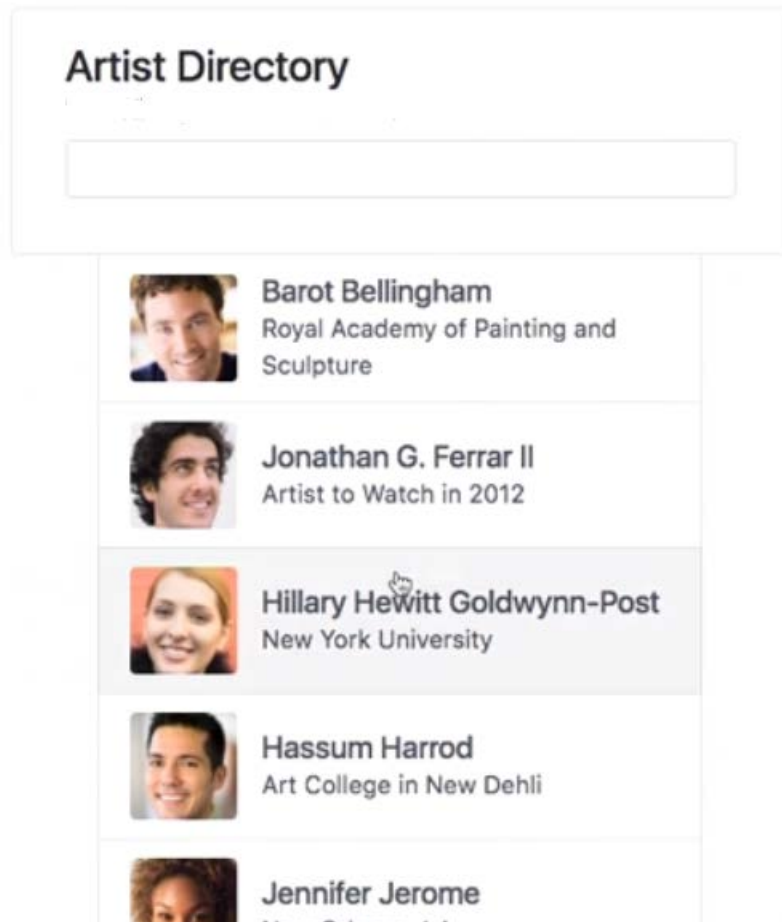 Artist Directory
Barot Bellingham
Royal Academy of Painting and
Sculpture
Jonathan G. Ferrar II
Artist to Watch in 2012
Hillary Hewitt Goldwynn-Post
New York University
Hassum Harrod
Art College in New Dehli
Jennifer Jerome